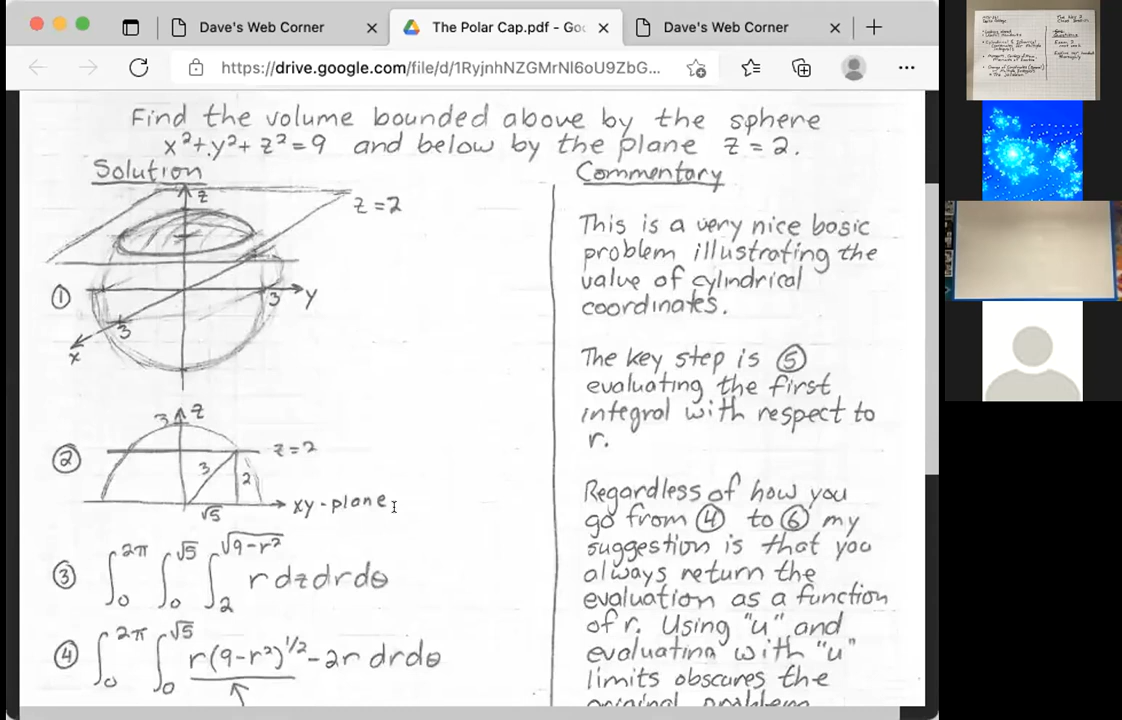 Dave's Web Corner
The Polar Cap.pdf - Goo
Dave's Web Corner
https://drive.google.com/file/d/1RyjnhNZGMrNl6oU9ZbG...
Find the volume bounded above by the sphere
x²+y²+z²=9 and below by the plane z=2.
Solution
z
z=2
①
3
y
3
x
3
z
②
z=2
3
2
√5
xy-plane
③ ∫₀^2π ∫₀^√5 ∫₂^√(9-r²) r dz dr dθ
④ ∫₀^2π ∫₀^√5 r(9-r²)^1/2 - 2r dr dθ
Commentary
This is a very nice basic
problem illustrating the
value of cylindrical
coordinates.
The key step is ⑤
evaluating the first
integral with respect to
r.
Regardless of how you
go from ④ to ⑥ my
suggestion is that you
always return the
evaluation as a function
of r. Using "u" and
evaluating with "u"
limits obscures the
original problem